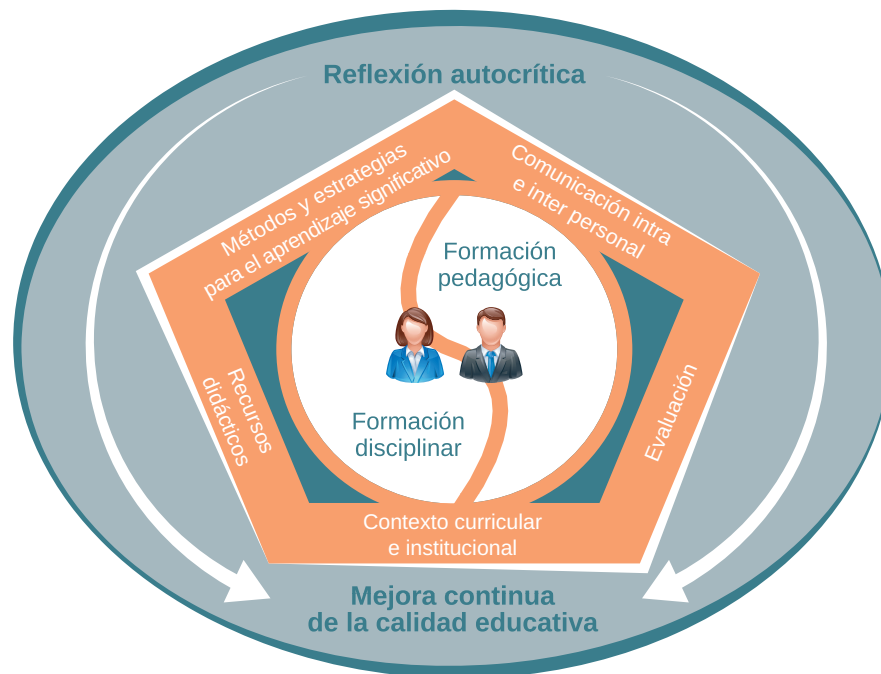 Reflexión autocrítica
Métodos y estrategias
para el aprendizaje significativo
Comunicación intra
e inter personal
Formación
pedagógica
Recursos
didácticos
Evaluación
Formación
disciplinar
Contexto curricular
e institucional
Mejora continua
de la calidad educativa